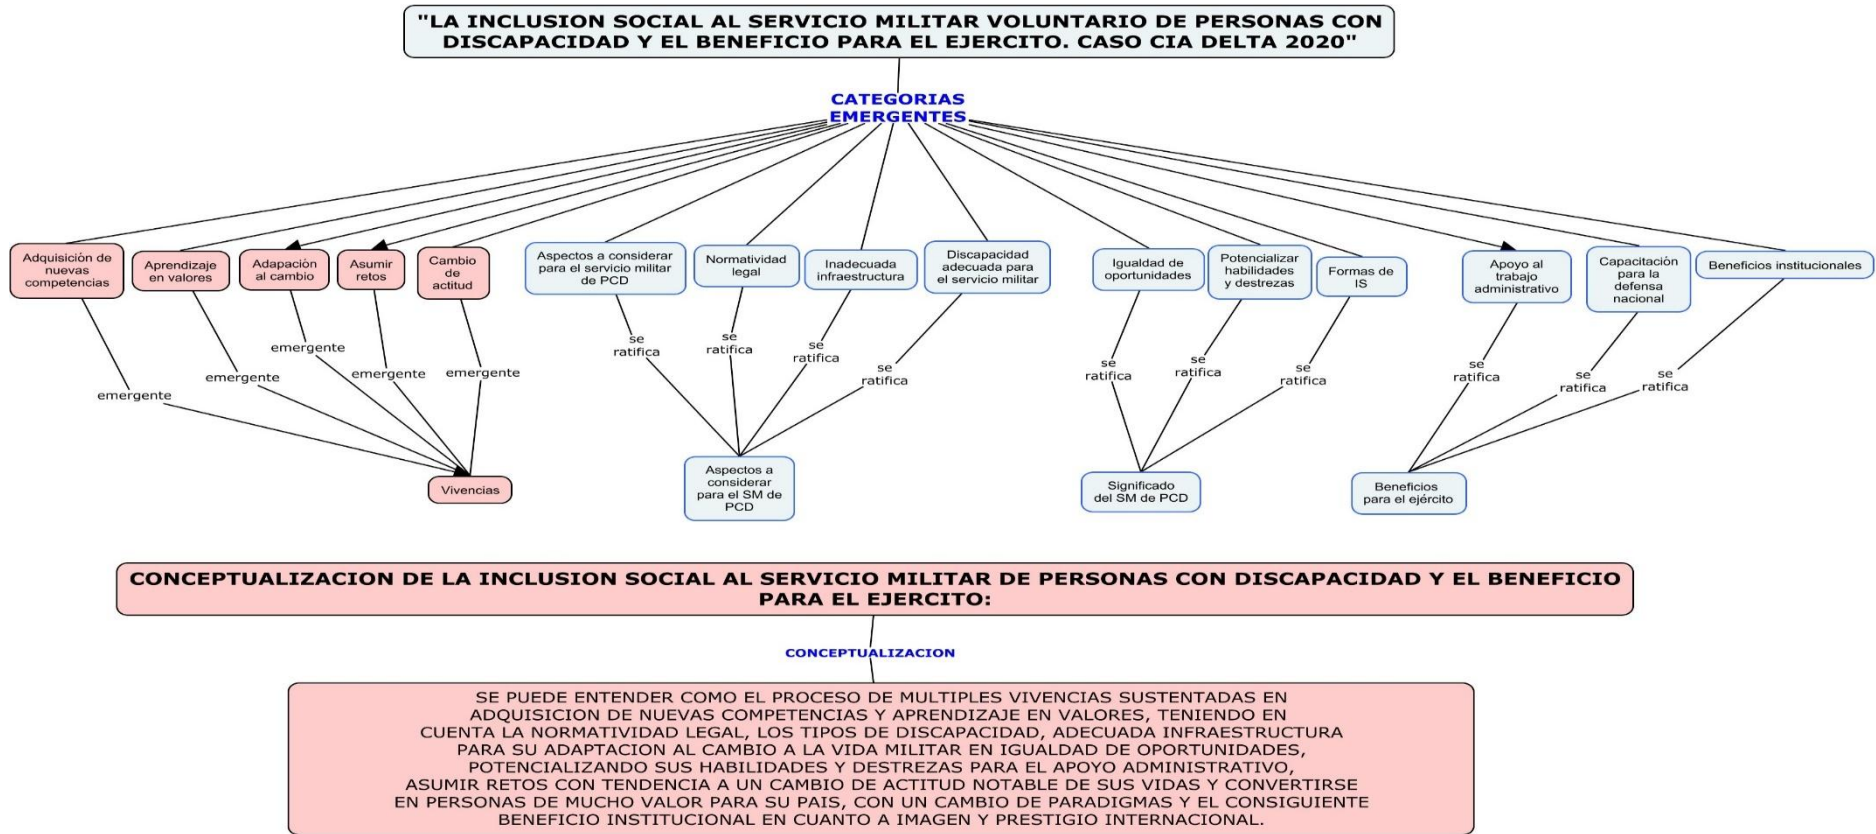 "LA INCLUSION SOCIAL AL SERVICIO MILITAR VOLUNTARIO DE PERSONAS CON
DISCAPACIDAD Y EL BENEFICIO PARA EL EJERCITO. CASO CIA DELTA 2020"
CATEGORIAS
EMERGENTES
Adquisición de
nuevas
competencias
Aprendizaje
en valores
Adapación
al cambio
Asumir
retos
Cambio
de
actitud
Aspectos a considerar
para el servicio militar
de PCD
Normatividad
legal
Inadecuada
infraestructura
Discapacidad
adecuada para
el servicio militar
Igualdad de
oportunidades
Potencializar
habilidades
y destrezas
Formas de
IS
Apoyo al
trabajo
administrativo
Capacitación
para la
defensa
nacional
Beneficios institucionales
emergente
emergente
emergente
emergente
emergente
se
ratifica
se
ratifica
se
ratifica
se
ratifica
se
ratifica
se
ratifica
se
ratifica
se
ratifica
se
ratifica
se
ratifica
Vivencias
Aspectos a
considerar
para el SM de
PCD
Significado
del SM de PCD
Beneficios
para el ejército
CONCEPTUALIZACION DE LA INCLUSION SOCIAL AL SERVICIO MILITAR DE PERSONAS CON DISCAPACIDAD Y EL BENEFICIO
PARA EL EJERCITO:
CONCEPTUALIZACION
SE PUEDE ENTENDER COMO EL PROCESO DE MULTIPLES VIVENCIAS SUSTENTADAS EN
ADQUISICION DE NUEVAS COMPETENCIAS Y APRENDIZAJE EN VALORES, TENIENDO EN
CUENTA LA NORMATIVIDAD LEGAL, LOS TIPOS DE DISCAPACIDAD, ADECUADA INFRAESTRUCTURA
PARA SU ADAPTACION AL CAMBIO A LA VIDA MILITAR EN IGUALDAD DE OPORTUNIDADES,
POTENCIALIZANDO SUS HABILIDADES Y DESTREZAS PARA EL APOYO ADMINISTRATIVO,
ASUMIR RETOS CON TENDENCIA A UN CAMBIO DE ACTITUD NOTABLE DE SUS VIDAS Y CONVERTIRSE
EN PERSONAS DE MUCHO VALOR PARA SU PAIS, CON UN CAMBIO DE PARADIGMAS Y EL CONSIGUIENTE
BENEFICIO INSTITUCIONAL EN CUANTO A IMAGEN Y PRESTIGIO INTERNACIONAL.